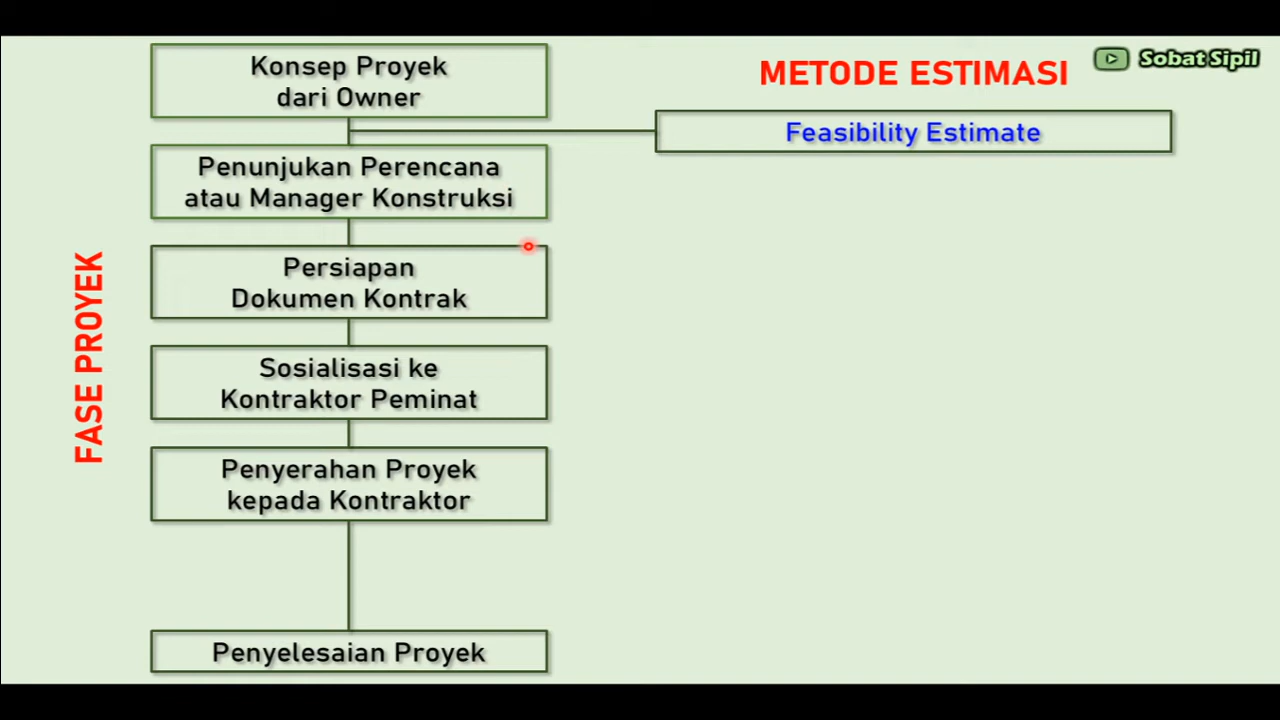 Konsep Proyek
dari Owner
METODE ESTIMASI
Sobat Sipil
Feasibility Estimate
Penunjukan Perencana
atau Manager Konstruksi
FASE PROYEK
Persiapan
Dokumen Kontrak
Sosialisasi ke
Kontraktor Peminat
Penyerahan Proyek
kepada Kontraktor
Penyelesaian Proyek